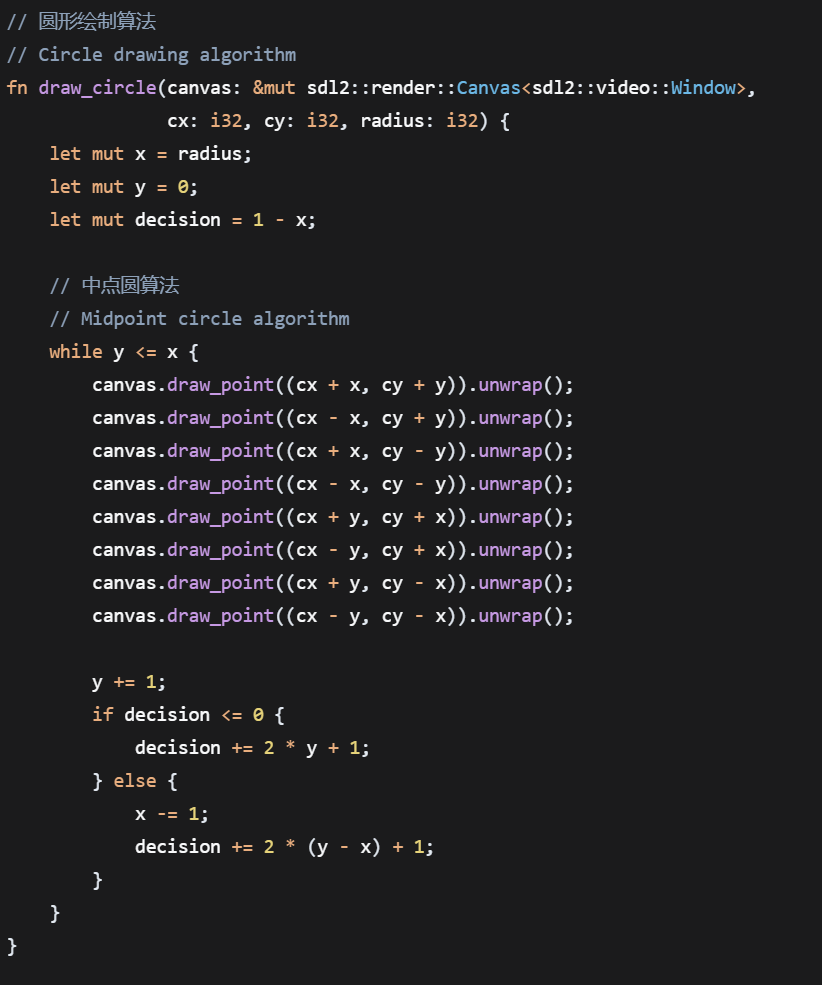 // 圆形绘制算法
// Circle drawing algorithm
fn draw_circle(canvas: &mut sdl2::render::Canvas<sdl2::video::Window>,
               cx: i32, cy: i32, radius: i32) {
    let mut x = radius;
    let mut y = 0;
    let mut decision = 1 - x;

    // 中点圆算法
    // Midpoint circle algorithm
    while y <= x {
        canvas.draw_point((cx + x, cy + y)).unwrap();
        canvas.draw_point((cx - x, cy + y)).unwrap();
        canvas.draw_point((cx + x, cy - y)).unwrap();
        canvas.draw_point((cx - x, cy - y)).unwrap();
        canvas.draw_point((cx + y, cy + x)).unwrap();
        canvas.draw_point((cx - y, cy + x)).unwrap();
        canvas.draw_point((cx + y, cy - x)).unwrap();
        canvas.draw_point((cx - y, cy - x)).unwrap();

        y += 1;
        if decision <= 0 {
            decision += 2 * y + 1;
        } else {
            x -= 1;
            decision += 2 * (y - x) + 1;
        }
    }
}